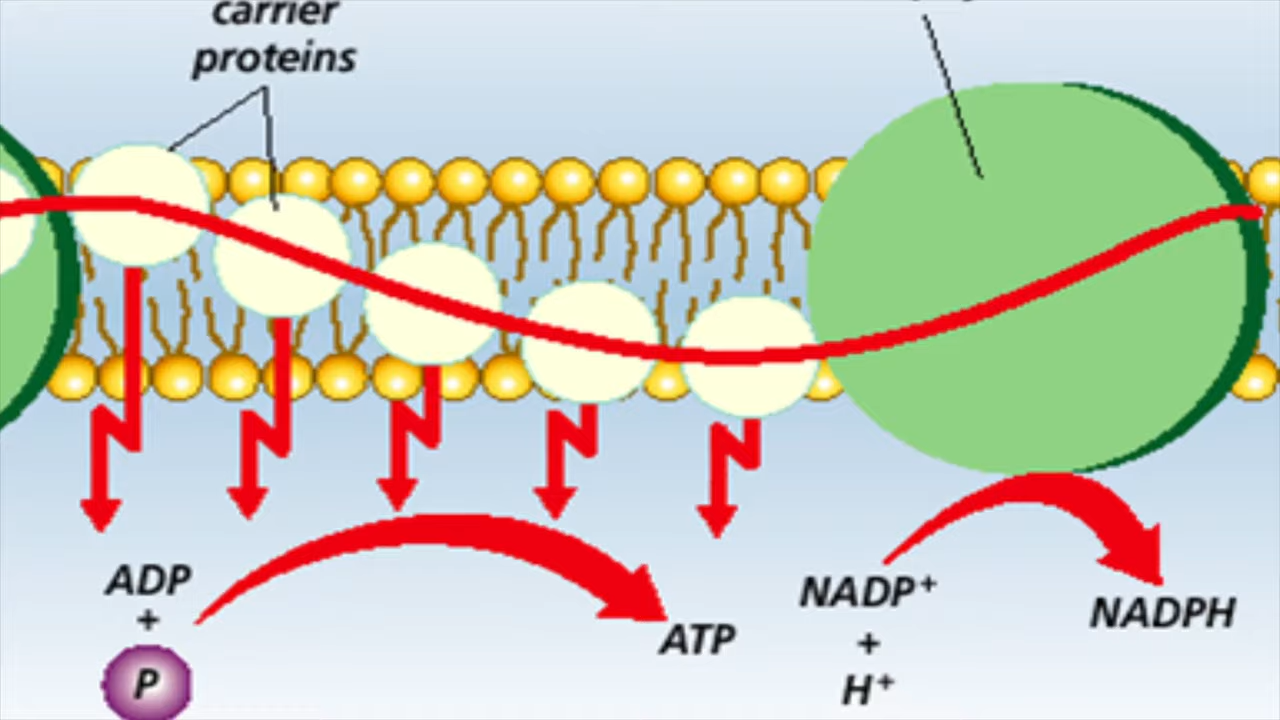 carrier
proteins
ADP
+
P
ATP
NADP⁺
+
H⁺
NADPH